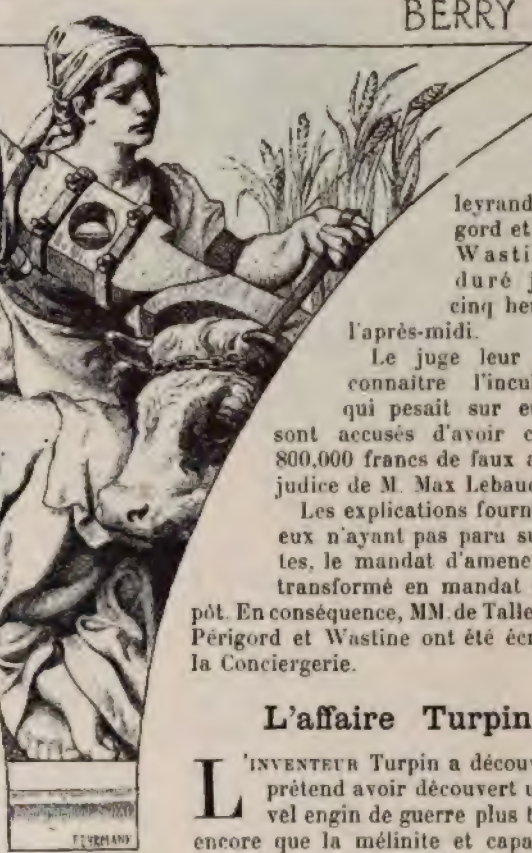 BERRY
leyrand
gord et
Wasti
duré j
cinq he
l'après-midi.
Le juge leur
connaître l'incul
qui pesait sur e
sont accusés d'avoir c
800,000 francs de faux a
judice de M. Max Lebaud
Les explications fourn
eux n'ayant pas paru su
tes, le mandat d'amene
transformé en mandat
pôt. En conséquence, MM. de Talle
Périgord et Wastine ont été écr
la Conciergerie.
L'affaire Turpin
L'INVENTEUR Turpin a découv
prétend avoir découvert u
vel engin de guerre plus t
encore que la mélinite et capa